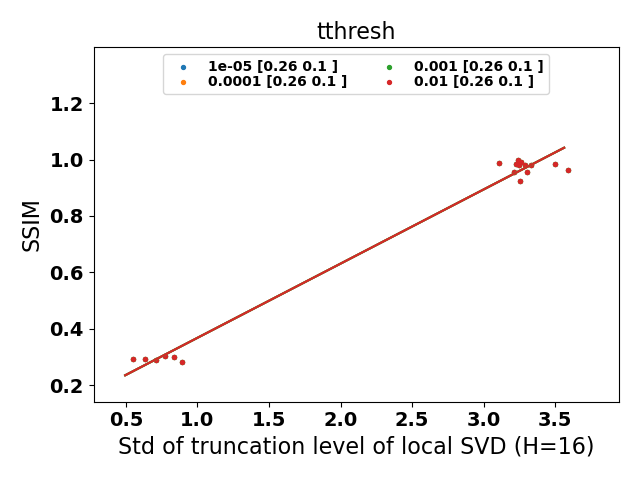 tthresh
1e-05 [0.26 0.1 ]
0.0001 [0.26 0.1 ]
0.001 [0.26 0.1 ]
0.01 [0.26 0.1 ]
SSIM
1.2
1.0
0.8
0.6
0.4
0.2
0.5 1.0 1.5 2.0 2.5 3.0 3.5
Std of truncation level of local SVD (H=16)